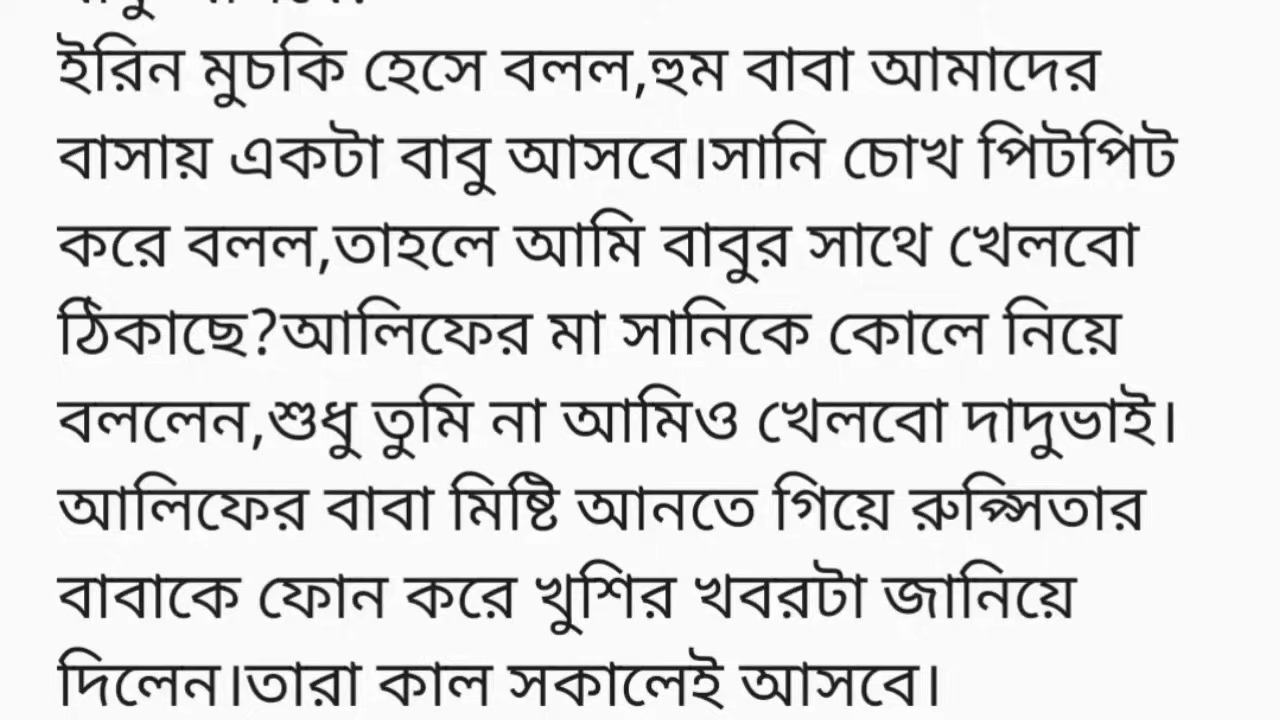 ইরিন মুচকি হেসে বলল,হুম বাবা আমাদের
বাসায় একটা বাবু আসবে।সানি চোখ পিটপিট
করে বলল,তাহলে আমি বাবুর সাথে খেলবো
ঠিকাছে?আলিফের মা সানিকে কোলে নিয়ে
বললেন,শুধু তুমি না আমিও খেলবো দাদুভাই।
আলিফের বাবা মিষ্টি আনতে গিয়ে রুপ্সিতার
বাবাকে ফোন করে খুশির খবরটা জানিয়ে
দিলেন।তারা কাল সকালেই আসবে।